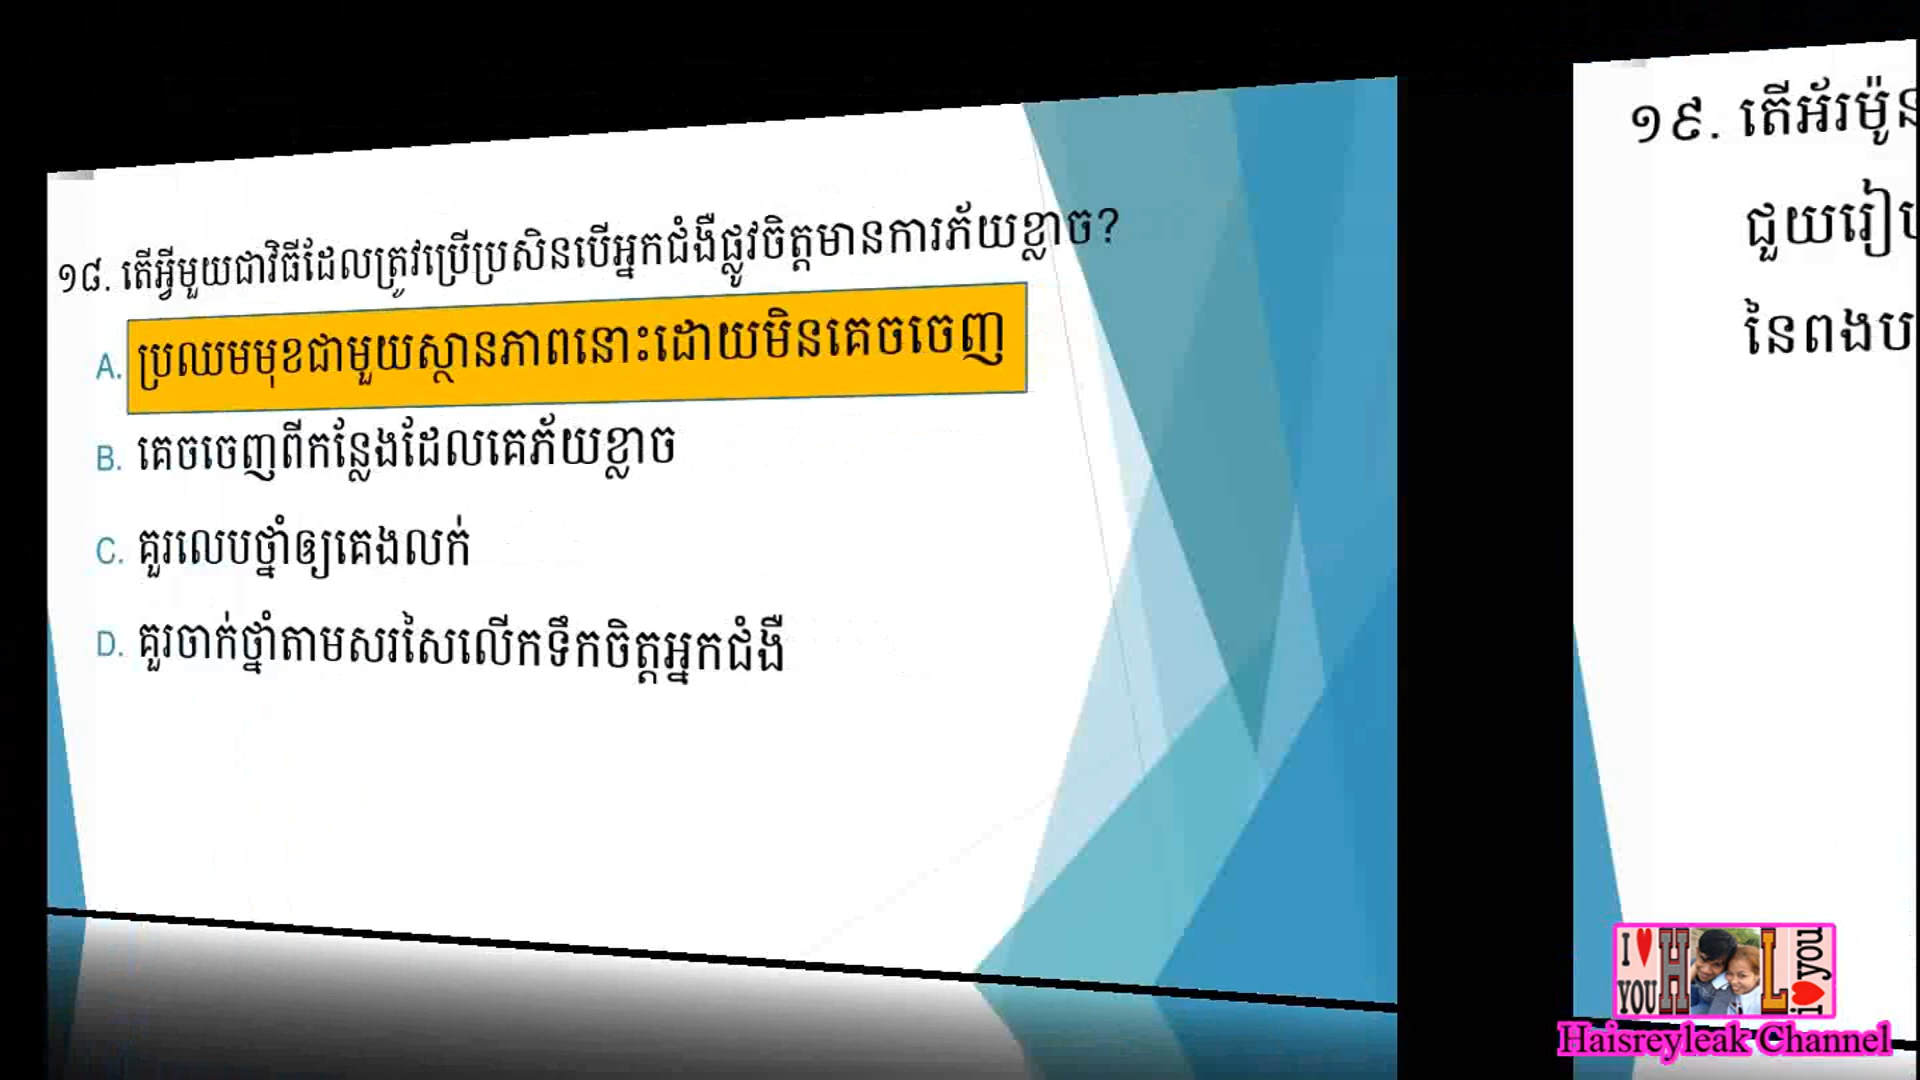 ១៨. តើអ្វីមួយជាវិធីដែលត្រូវប្រើប្រសិនបើអ្នកជំងឺផ្លូវចិត្តមានការភ័យខ្លាច?
A. ប្រឈមមុខជាមួយស្ថានភាពនោះដោយមិនគេចចេញ
B. គេចចេញពីកន្លែងដែលគេភ័យខ្លាច
C. គួរលេបថ្នាំឲ្យគេងលក់
D. គួរចាក់ថ្នាំតាមសរសៃលើកទឹកចិត្តអ្នកជំងឺ
១៩. តើអ័រម៉ូន
ជួយរៀប
នៃពងប
I ♥ YOU H L i ♥ you
Haisreyleak Channel